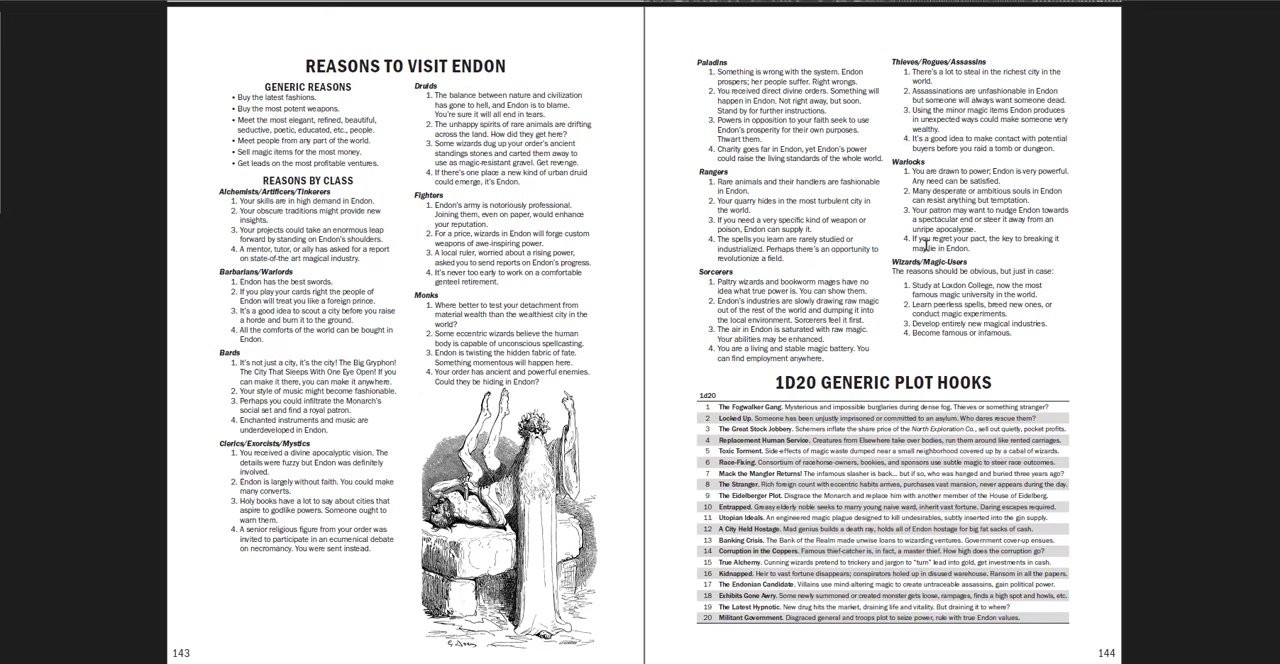 REASONS TO VISIT ENDON
GENERIC REASONS
• Buy the latest fashions.
• Buy the most potent weapons.
• Meet the most elegant, refined, beautiful,
seductive, poetic, educated, etc., people.
• Meet people from any part of the world.
• Sell magic items for the most money.
• Get leads on the most profitable ventures.
REASONS BY CLASS
Alchemists/Artificers/Tinkerers
1. Your skills are in high demand in Endon.
2. Your obscure traditions might provide new
insights.
3. Your projects could take an enormous leap
forward by standing on Endon's shoulders.
4. A mentor, tutor, or ally has asked for a report
on state-of-the art magical industry.
Barbarians/Warlords
1. Endon has the best swords.
2. If you play your cards right the people of
Endon will treat you like a foreign prince.
3. It's a good idea to scout a city before you raise
a horde and burn it to the ground.
4. All the comforts of the world can be bought in
Endon.
Bards
1. It's not just a city, it's the city! The Big Gryphon!
The City That Sleeps With One Eye Open! If you
can make it there, you can make it anywhere.
2. Your style of music might become fashionable.
3. Perhaps you could infiltrate the Monarch's
social set and find a royal patron.
4. Enchanted instruments and music are
underdeveloped in Endon.
Clerics/Exorcists/Mystics
1. You received a divine apocalyptic vision. The
details were fuzzy but Endon was definitely
involved.
2. Endon is largely without faith. You could make
many converts.
3. Holy books have a lot to say about cities that
aspire to godlike powers. Someone ought to
warn them.
4. A senior religious figure from your order was
invited to participate in an ecumenical debate
on necromancy. You were sent instead.
Druids
1. The balance between nature and civilization
has gone to hell, and Endon is to blame.
You're sure it will all end in tears.
2. The unhappy spirits of rare animals are drifting
across the land. How did they get here?
3. Some wizards dug up your order's ancient
standings stones and carted them away to
use as magic-resistant gravel. Get revenge.
4. If there's one place a new kind of urban druid
could emerge, it's Endon.
Fighters
1. Endon's army is notoriously professional.
Joining them, even on paper, would enhance
your reputation.
2. For a price, wizards in Endon will forge custom
weapons of awe-inspiring power.
3. A local ruler, worried about a rising power,
asked you to send reports on Endon's progress.
4. It's never too early to work on a comfortable
genteel retirement.
Monks
1. Where better to test your detachment from
material wealth than the wealthiest city in the
world?
2. Some eccentric wizards believe the human
body is capable of unconscious spellcasting.
3. Endon is twisting the hidden fabric of fate.
Something momentous will happen here.
4. Your order has ancient and powerful enemies.
Could they be hiding in Endon?
143
Paladins
1. Something is wrong with the system. Endon
prospers; her people suffer. Right wrongs.
2. You received direct divine orders. Something will
happen in Endon. Not right away, but soon.
Stand by for further instructions.
3. Powers in opposition to your faith seek to use
Endon's prosperity for their own purposes.
Thwart them.
4. Charity goes far in Endon, yet Endon's power
could raise the living standards of the whole world.
Rangers
1. Rare animals and their handlers are fashionable
in Endon.
2. Your quarry hides in the most turbulent city in
the world.
3. If you need a very specific kind of weapon or
poison, Endon can supply it.
4. The spells you learn are rarely studied or
industrialized. Perhaps there's an opportunity to
revolutionize a field.
Sorcerers
1. Paltry wizards and bookworm mages have no
idea what true power is. You can show them.
2. Endon's industries are slowly drawing raw magic
out of the rest of the world and dumping it into
the local environment. Sorcerers feel it first.
3. The air in Endon is saturated with raw magic.
Your abilities may be enhanced.
4. You are a living and stable magic battery. You
can find employment anywhere.
Thieves/Rogues/Assassins
1. There's a lot to steal in the richest city in the
world.
2. Assassinations are unfashionable in Endon
but someone will always want someone dead.
3. Using the minor magic items Endon produces
in unexpected ways could make someone very
wealthy.
4. It's a good idea to make contact with potential
buyers before you raid a tomb or dungeon.
Warlocks
1. You are drawn to power; Endon is very powerful.
Any need can be satisfied.
2. Many desperate or ambitious souls in Endon
can resist anything but temptation.
3. Your patron may want to nudge Endon towards
a spectacular end or steer it away from an
unripe apocalypse.
4. If you regret your pact, the key to breaking it
may lie in Endon.
Wizards/Magic-Users
The reasons should be obvious, but just in case:
1. Study at Loxdon College, now the most
famous magic university in the world.
2. Learn peerless spells, breed new ones, or
conduct magic experiments.
3. Develop entirely new magical industries.
4. Become famous or infamous.
1D20 GENERIC PLOT HOOKS
1d20
1 The Fogwalker Gang. Mysterious and impossible burglaries during dense fog. Thieves or something stranger?
2 Locked Up. Someone has been unjustly imprisoned or committed to an asylum. Who dares rescue them?
3 The Great Stock Jobbery. Schemers inflate the share price of the North Exploration Co., sell out quietly, pocket profits.
4 Replacement Human Service. Creatures from Elsewhere take over bodies, run them around like rented carriages.
5 Toxic Torment. Side-effects of magic waste dumped near a small neighborhood covered up by a cabal of wizards.
6 Race-Fixing. Consortium of racehorse-owners, bookies, and sponsors use subtle magic to steer race outcomes.
7 Mack the Mangler Returns! The infamous slasher is back... but if so, who was hanged and buried three years ago?
8 The Stranger. Rich foreign count with eccentric habits arrives, purchases vast mansion, never appears during the day.
9 The Eidelberger Plot. Disgrace the Monarch and replace him with another member of the House of Eidelberg.
10 Entrapped. Greasy elderly noble seeks to marry young naive ward, inherit vast fortune. Daring escapes required.
11 Utopian Ideals. An engineered magic plague designed to kill undesirables, subtly inserted into the gin supply.
12 A City Held Hostage. Mad genius builds a death ray, holds all of Endon hostage for big fat sacks of cash.
13 Banking Crisis. The Bank of the Realm made unwise loans to wizarding ventures. Government cover-up ensues.
14 Corruption in the Coppers. Famous thief-catcher is, in fact, a master thief. How high does the corruption go?
15 True Alchemy. Cunning wizards pretend to trickery and jargon to "turn" lead into gold, get investments in cash.
16 Kidnapped. Heir to vast fortune disappears; conspirators holed up in disused warehouse. Ransom in all the papers.
17 The Endonian Candidate. Villains use mind-altering magic to create untraceable assassins, gain political power.
18 Exhibits Gone Awry. Some newly summoned or created monster gets loose, rampages, finds a high spot and howls, etc.
19 The Latest Hypnotic. New drug hits the market, draining life and vitality. But draining it to where?
20 Militant Government. Disgraced general and troops plot to seize power, rule with true Endon values.
144